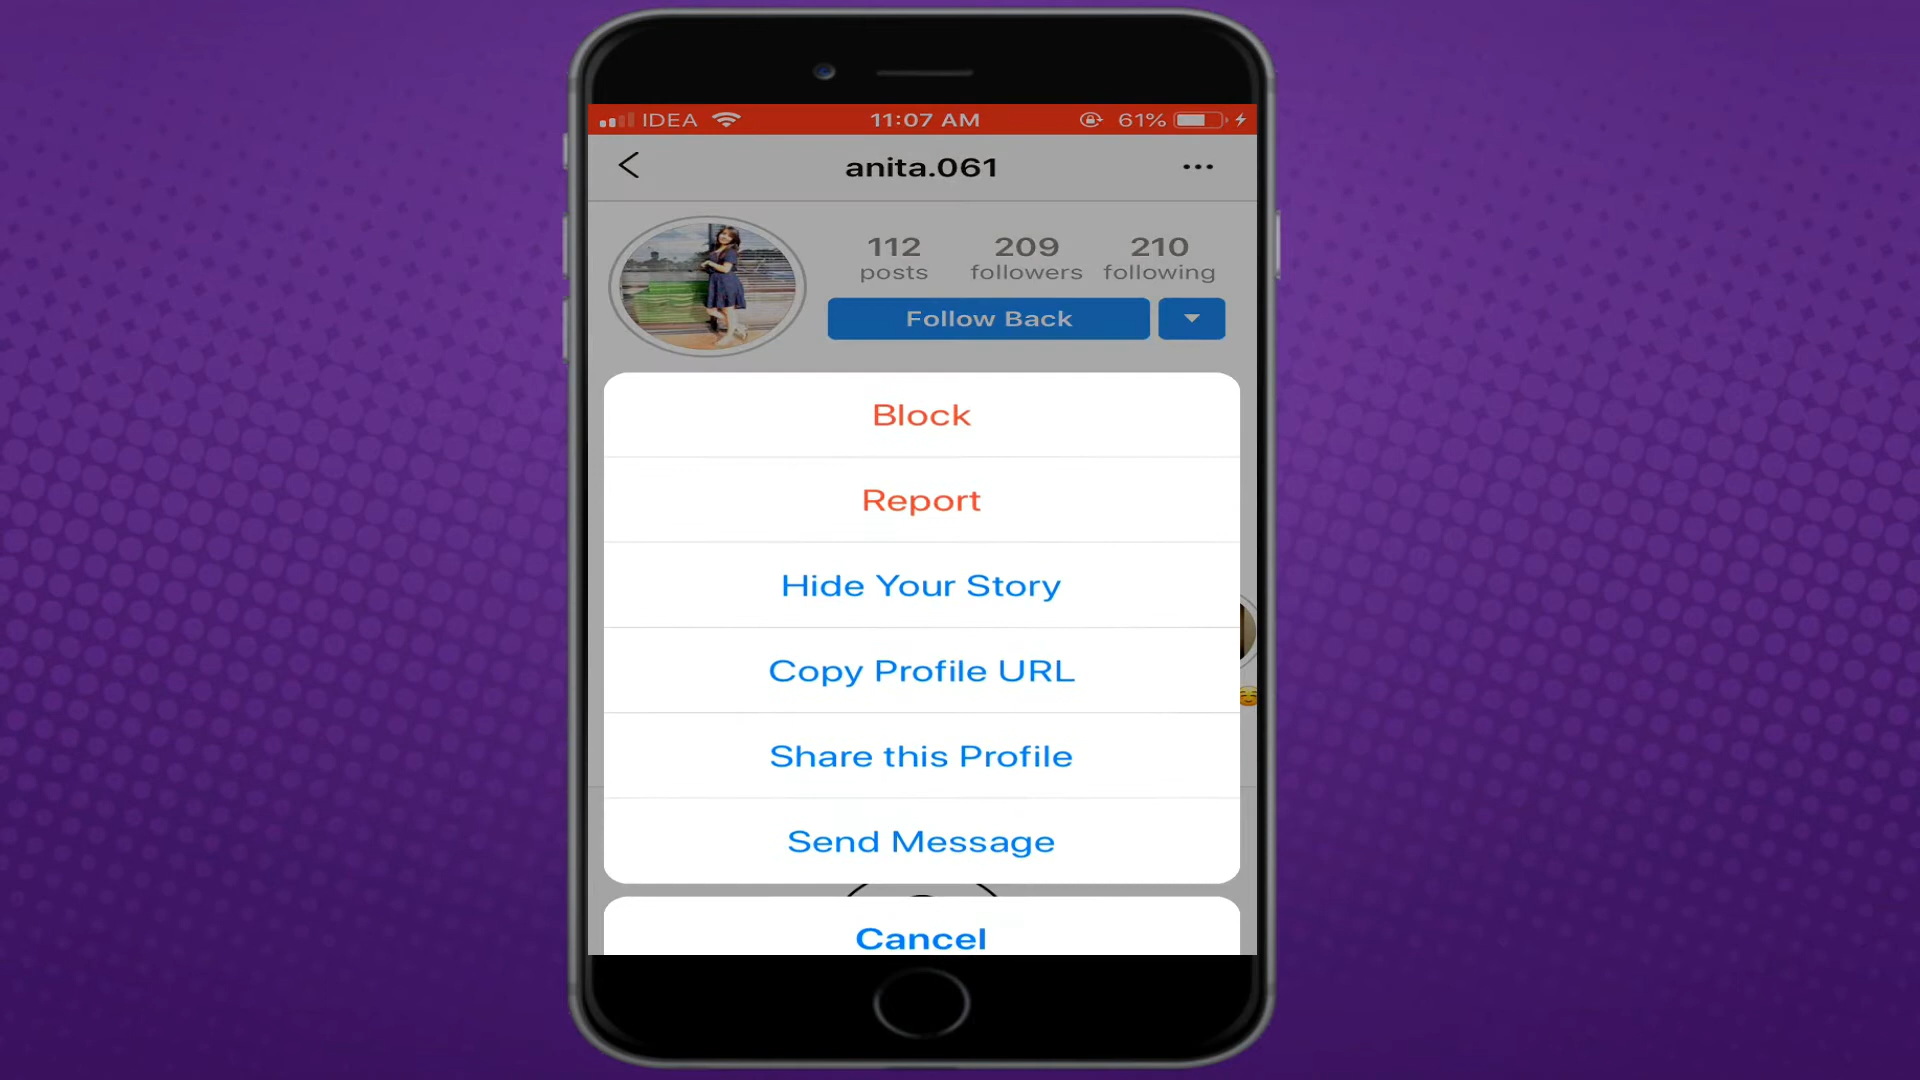 IDEA 11:07 AM 61%
anita.061
112 209 210
posts followers following
Follow Back
Block
Report
Hide Your Story
Copy Profile URL
Share this Profile
Send Message
Cancel